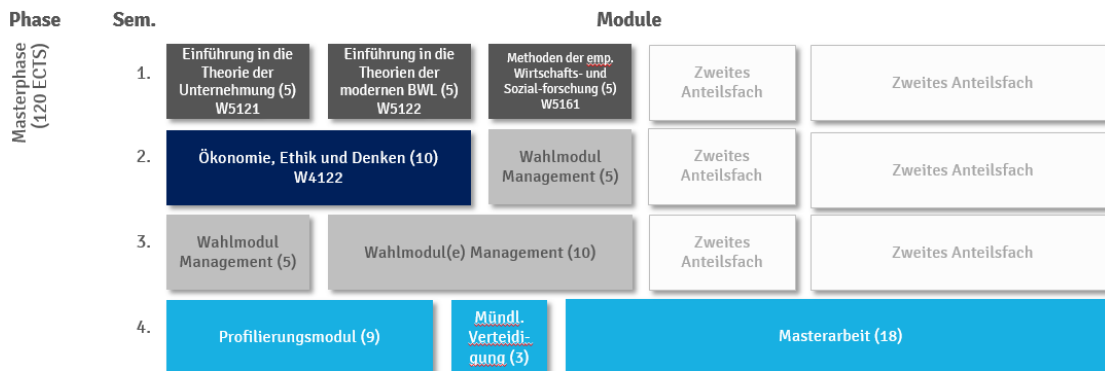 Phase
Sem.
Module
Masterphase
(120 ECTS)
1.
Einführung in die
Theorie der
Unternehmung (5)
W5121
Einführung in die
Theorien der
modernen BWL (5)
W5122
Methoden der emp.
Wirtschafts- und
Sozial-forschung (5)
W5161
Zweites
Anteilsfach
Zweites Anteilsfach
2.
Ökonomie, Ethik und Denken (10)
W4122
Wahlmodul
Management (5)
Zweites
Anteilsfach
Zweites Anteilsfach
3.
Wahlmodul
Management (5)
Wahlmodul(e) Management (10)
Zweites
Anteilsfach
Zweites Anteilsfach
4.
Profilierungsmodul (9)
Mündl.
Verteidi-
gung (3)
Masterarbeit (18)